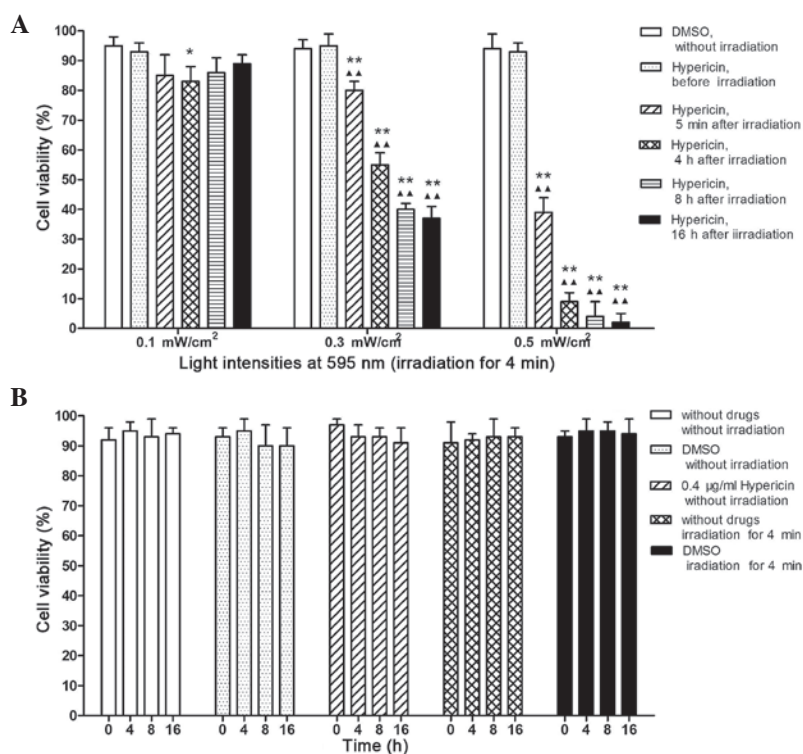 A
100
90
80
70
60
50
40
30
20
10
0
Cell viability (%)
*
**
▲▲
**
▲▲
**
▲▲
**
▲▲
**
▲▲
**
▲▲
**
▲▲
**
▲▲
0.1 mW/cm²
0.3 mW/cm²
0.5 mW/cm²
Light intensities at 595 nm (irradiation for 4 min)
DMSO,
without irradiation
Hypericin,
before irradiation
Hypericin,
5 min after irradiation
Hypericin,
4 h after irradiation
Hypericin,
8 h after irradiation
Hypericin,
16 h after iirradiation
B
100
90
80
70
60
50
40
30
20
10
0
Cell viability (%)
0 4 8 16 0 4 8 16 0 4 8 16 0 4 8 16 0 4 8 16
Time (h)
without drugs
without irradiation
DMSO
without irradiation
0.4 µg/ml Hypericin
without irradiation
without drugs
irradiation for 4 min
DMSO
iradiation for 4 min